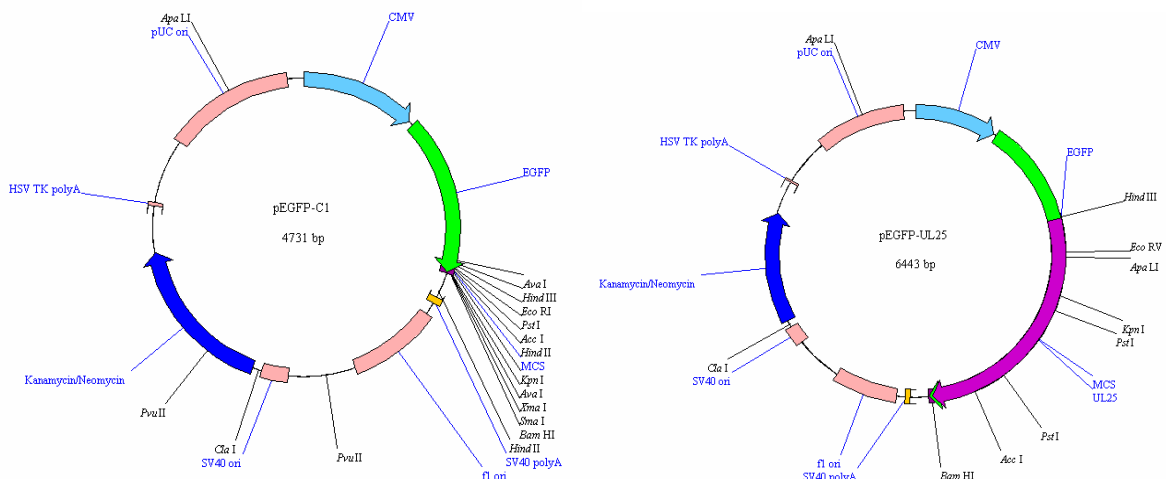 Apa LI
pUC ori
CMV
EGFP
HSV TK polyA
pEGFP-C1
4731 bp
Ava I
Hind III
Eco RI
Pst I
Acc I
Hind II
MCS
Kpn I
Ava I
Xma I
Sma I
Bam HI
Hind II
SV40 polyA
f1 ori
Pvu II
SV40 ori
Cla I
Pvu II
Kanamycin/Neomycin
Apa LI
pUC ori
CMV
HSV TK polyA
EGFP
Hind III
pEGFP-UL25
6443 bp
Eco RV
Apa LI
Kanamycin/Neomycin
Kpn I
Pst I
Cla I
SV40 ori
MCS
UL25
Pst I
Acc I
f1 ori
SV40 polyA
Bam HI